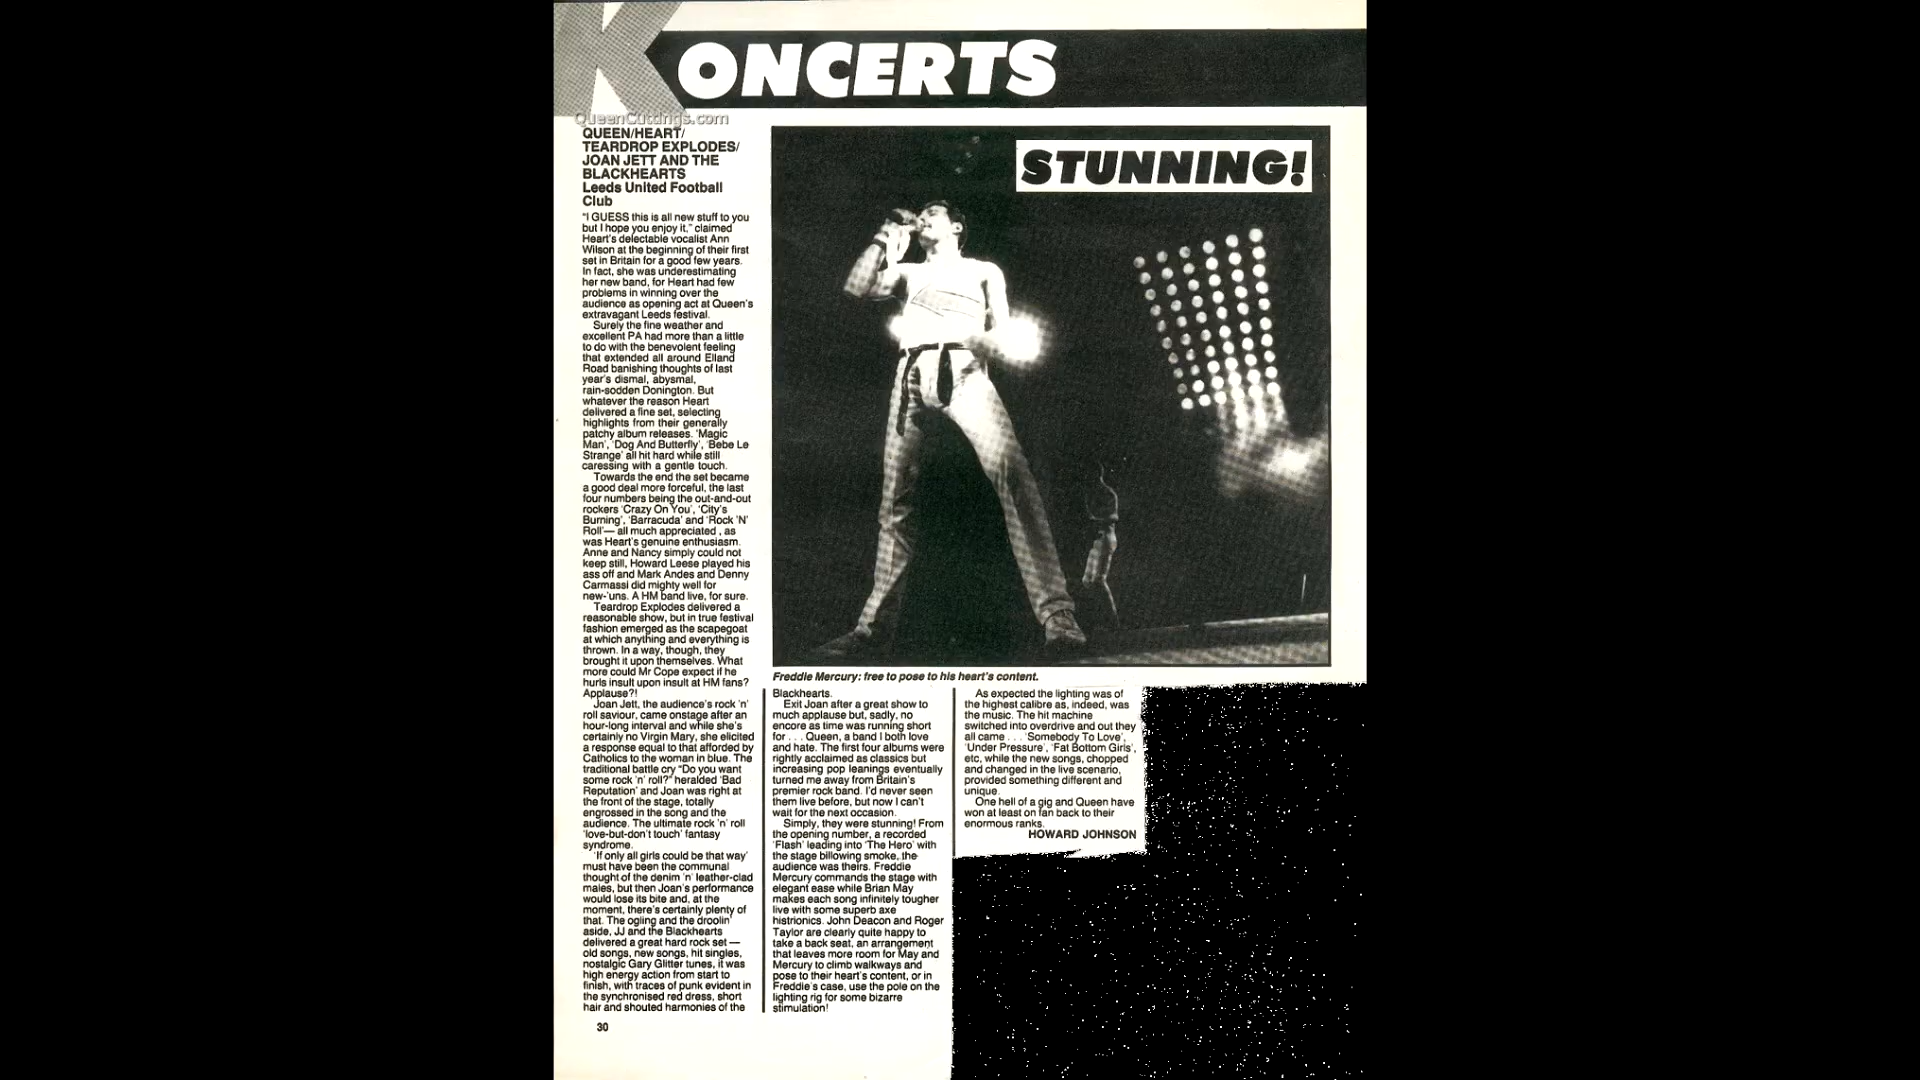 KONCERTS
QueenCuttings.com
QUEEN/HEART/
TEARDROP EXPLODES/
JOAN JETT AND THE
BLACKHEARTS
Leeds United Football
Club
"I GUESS this is all new stuff to you
but I hope you enjoy it," claimed
Heart's delectable vocalist Ann
Wilson at the beginning of their first
set in Britain for a good few years.
In fact, she was underestimating
her new band, for Heart had few
problems in winning over the
audience as opening act at Queen's
extravagant Leeds festival.
Surely the fine weather and
excellent PA had more than a little
to do with the benevolent feeling
that extended all around Elland
Road banishing thoughts of last
year's dismal, abysmal,
rain-sodden Donington. But
whatever the reason Heart
delivered a fine set, selecting
highlights from their generally
patchy album releases. 'Magic
Man', 'Dog And Butterfly', 'Bebe Le
Strange' all hit hard while still
caressing with a gentle touch.
Towards the end the set became
a good deal more forceful, the last
four numbers being the out-and-out
rockers 'Crazy On You', 'City's
Burning', 'Barracuda' and 'Rock 'N'
Roll'— all much appreciated , as
was Heart's genuine enthusiasm.
Anne and Nancy simply could not
keep still, Howard Leese played his
ass off and Mark Andes and Denny
Carmassi did mighty well for
new-'uns. A HM band live, for sure.
Teardrop Explodes delivered a
reasonable show, but in true festival
fashion emerged as the scapegoat
at which anything and everything is
thrown. In a way, though, they
brought it upon themselves. What
more could Mr Cope expect if he
hurls insult upon insult at HM fans?
Applause?!
Joan Jett, the audience's rock 'n'
roll saviour, came onstage after an
hour-long interval and while she's
certainly no Virgin Mary, she elicited
a response equal to that afforded by
Catholics to the woman in blue. The
traditional battle cry "Do you want
some rock 'n' roll?" heralded 'Bad
Reputation' and Joan was right at
the front of the stage, totally
engrossed in the song and the
audience. The ultimate rock 'n' roll
'love-but-don't touch' fantasy
syndrome.
'If only all girls could be that way'
must have been the communal
thought of the denim 'n' leather-clad
males, but then Joan's performance
would lose its bite and, at the
moment, there's certainly plenty of
that. The ogling and the droolin'
aside, JJ and the Blackhearts
delivered a great hard rock set —
old songs, new songs, hit singles,
nostalgic Gary Glitter tunes, it was
high energy action from start to
finish, with traces of punk evident in
the synchronised red dress, short
hair and shouted harmonies of the
30
STUNNING!
Freddie Mercury: free to pose to his heart's content.
Blackhearts.
Exit Joan after a great show to
much applause but, sadly, no
encore as time was running short
for . . . Queen, a band I both love
and hate. The first four albums were
rightly acclaimed as classics but
increasing pop leanings eventually
turned me away from Britain's
premier rock band. I'd never seen
them live before, but now I can't
wait for the next occasion.
Simply, they were stunning! From
the opening number, a recorded
'Flash' leading into 'The Hero' with
the stage billowing smoke, the
audience was theirs. Freddie
Mercury commands the stage with
elegant ease while Brian May
makes each song infinitely tougher
live with some superb axe
histrionics. John Deacon and Roger
Taylor are clearly quite happy to
take a back seat, an arrangement
that leaves more room for May and
Mercury to climb walkways and
pose to their heart's content, or in
Freddie's case, use the pole on the
lighting rig for some bizarre
stimulation!
As expected the lighting was of
the highest calibre as, indeed, was
the music. The hit machine
switched into overdrive and out they
all came . . . 'Somebody To Love',
'Under Pressure', 'Fat Bottom Girls',
etc, while the new songs, chopped
and changed in the live scenario,
provided something different and
unique.
One hell of a gig and Queen have
won at least on fan back to their
enormous ranks.
HOWARD JOHNSON